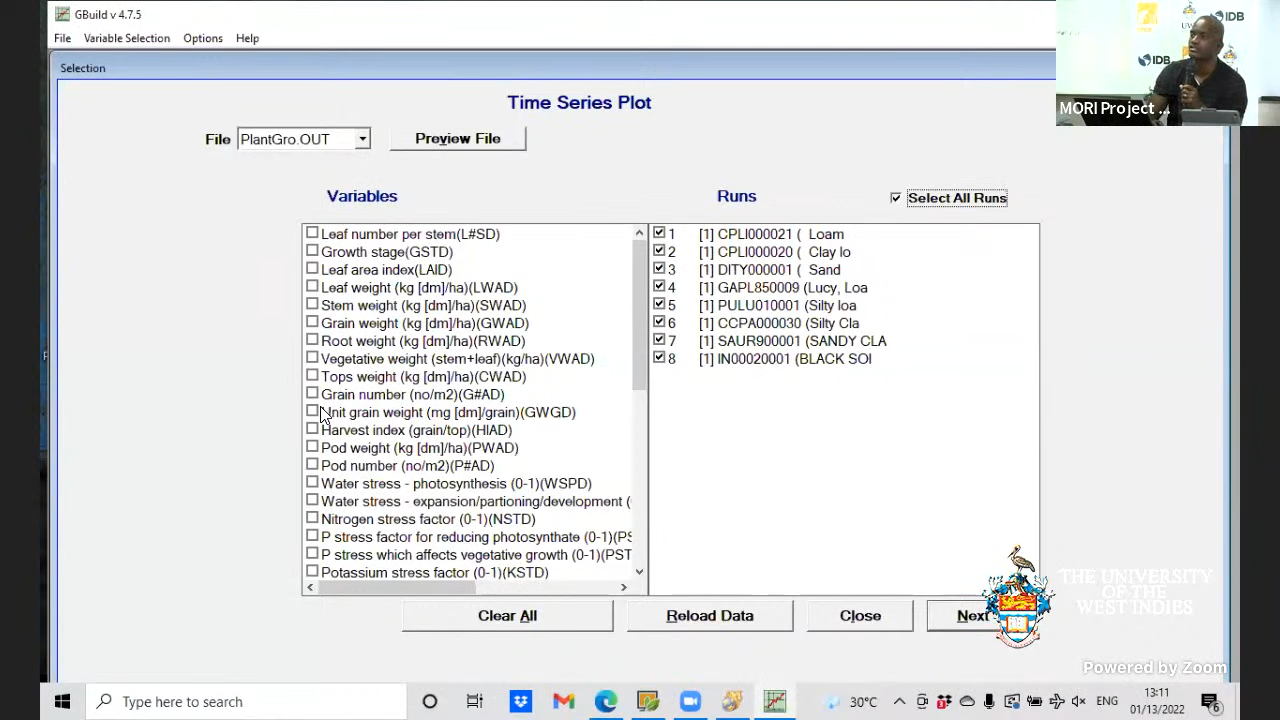 GBuild v 4.7.5
File Variable Selection Options Help
Selection
Time Series Plot
File PlantGro.OUT Preview File
Variables
Runs
Select All Runs
Leaf number per stem(L#SD)
Growth stage(GSTD)
Leaf area index(LAID)
Leaf weight (kg [dm]/ha)(LWAD)
Stem weight (kg [dm]/ha)(SWAD)
Grain weight (kg [dm]/ha)(GWAD)
Root weight (kg [dm]/ha)(RWAD)
Vegetative weight (stem+leaf)(kg/ha)(VWAD)
Tops weight (kg [dm]/ha)(CWAD)
Grain number (no/m2)(G#AD)
Unit grain weight (mg [dm]/grain)(GWGD)
Harvest index (grain/top)(HIAD)
Pod weight (kg [dm]/ha)(PWAD)
Pod number (no/m2)(P#AD)
Water stress - photosynthesis (0-1)(WSPD)
Water stress - expansion/partioning/development (
Nitrogen stress factor (0-1)(NSTD)
P stress factor for reducing photosynthate (0-1)(PS
P stress which affects vegetative growth (0-1)(PST
Potassium stress factor (0-1)(KSTD)
1 [1] CPLI000021 ( Loam
2 [1] CPLI000020 ( Clay lo
3 [1] DITY000001 ( Sand
4 [1] GAPL850009 (Lucy, Loa
5 [1] PULU010001 (Silty loa
6 [1] CCPA000030 (Silty Cla
7 [1] SAUR900001 (SANDY CLA
8 [1] IN00020001 (BLACK SOI
Clear All Reload Data Close Next
IDB
IDB
MORI Project ...
THE UNIVERSITY
OF THE
WEST INDIES
Powered by Zoom
Type here to search
30°C
ENG
13:11
01/13/2022
6